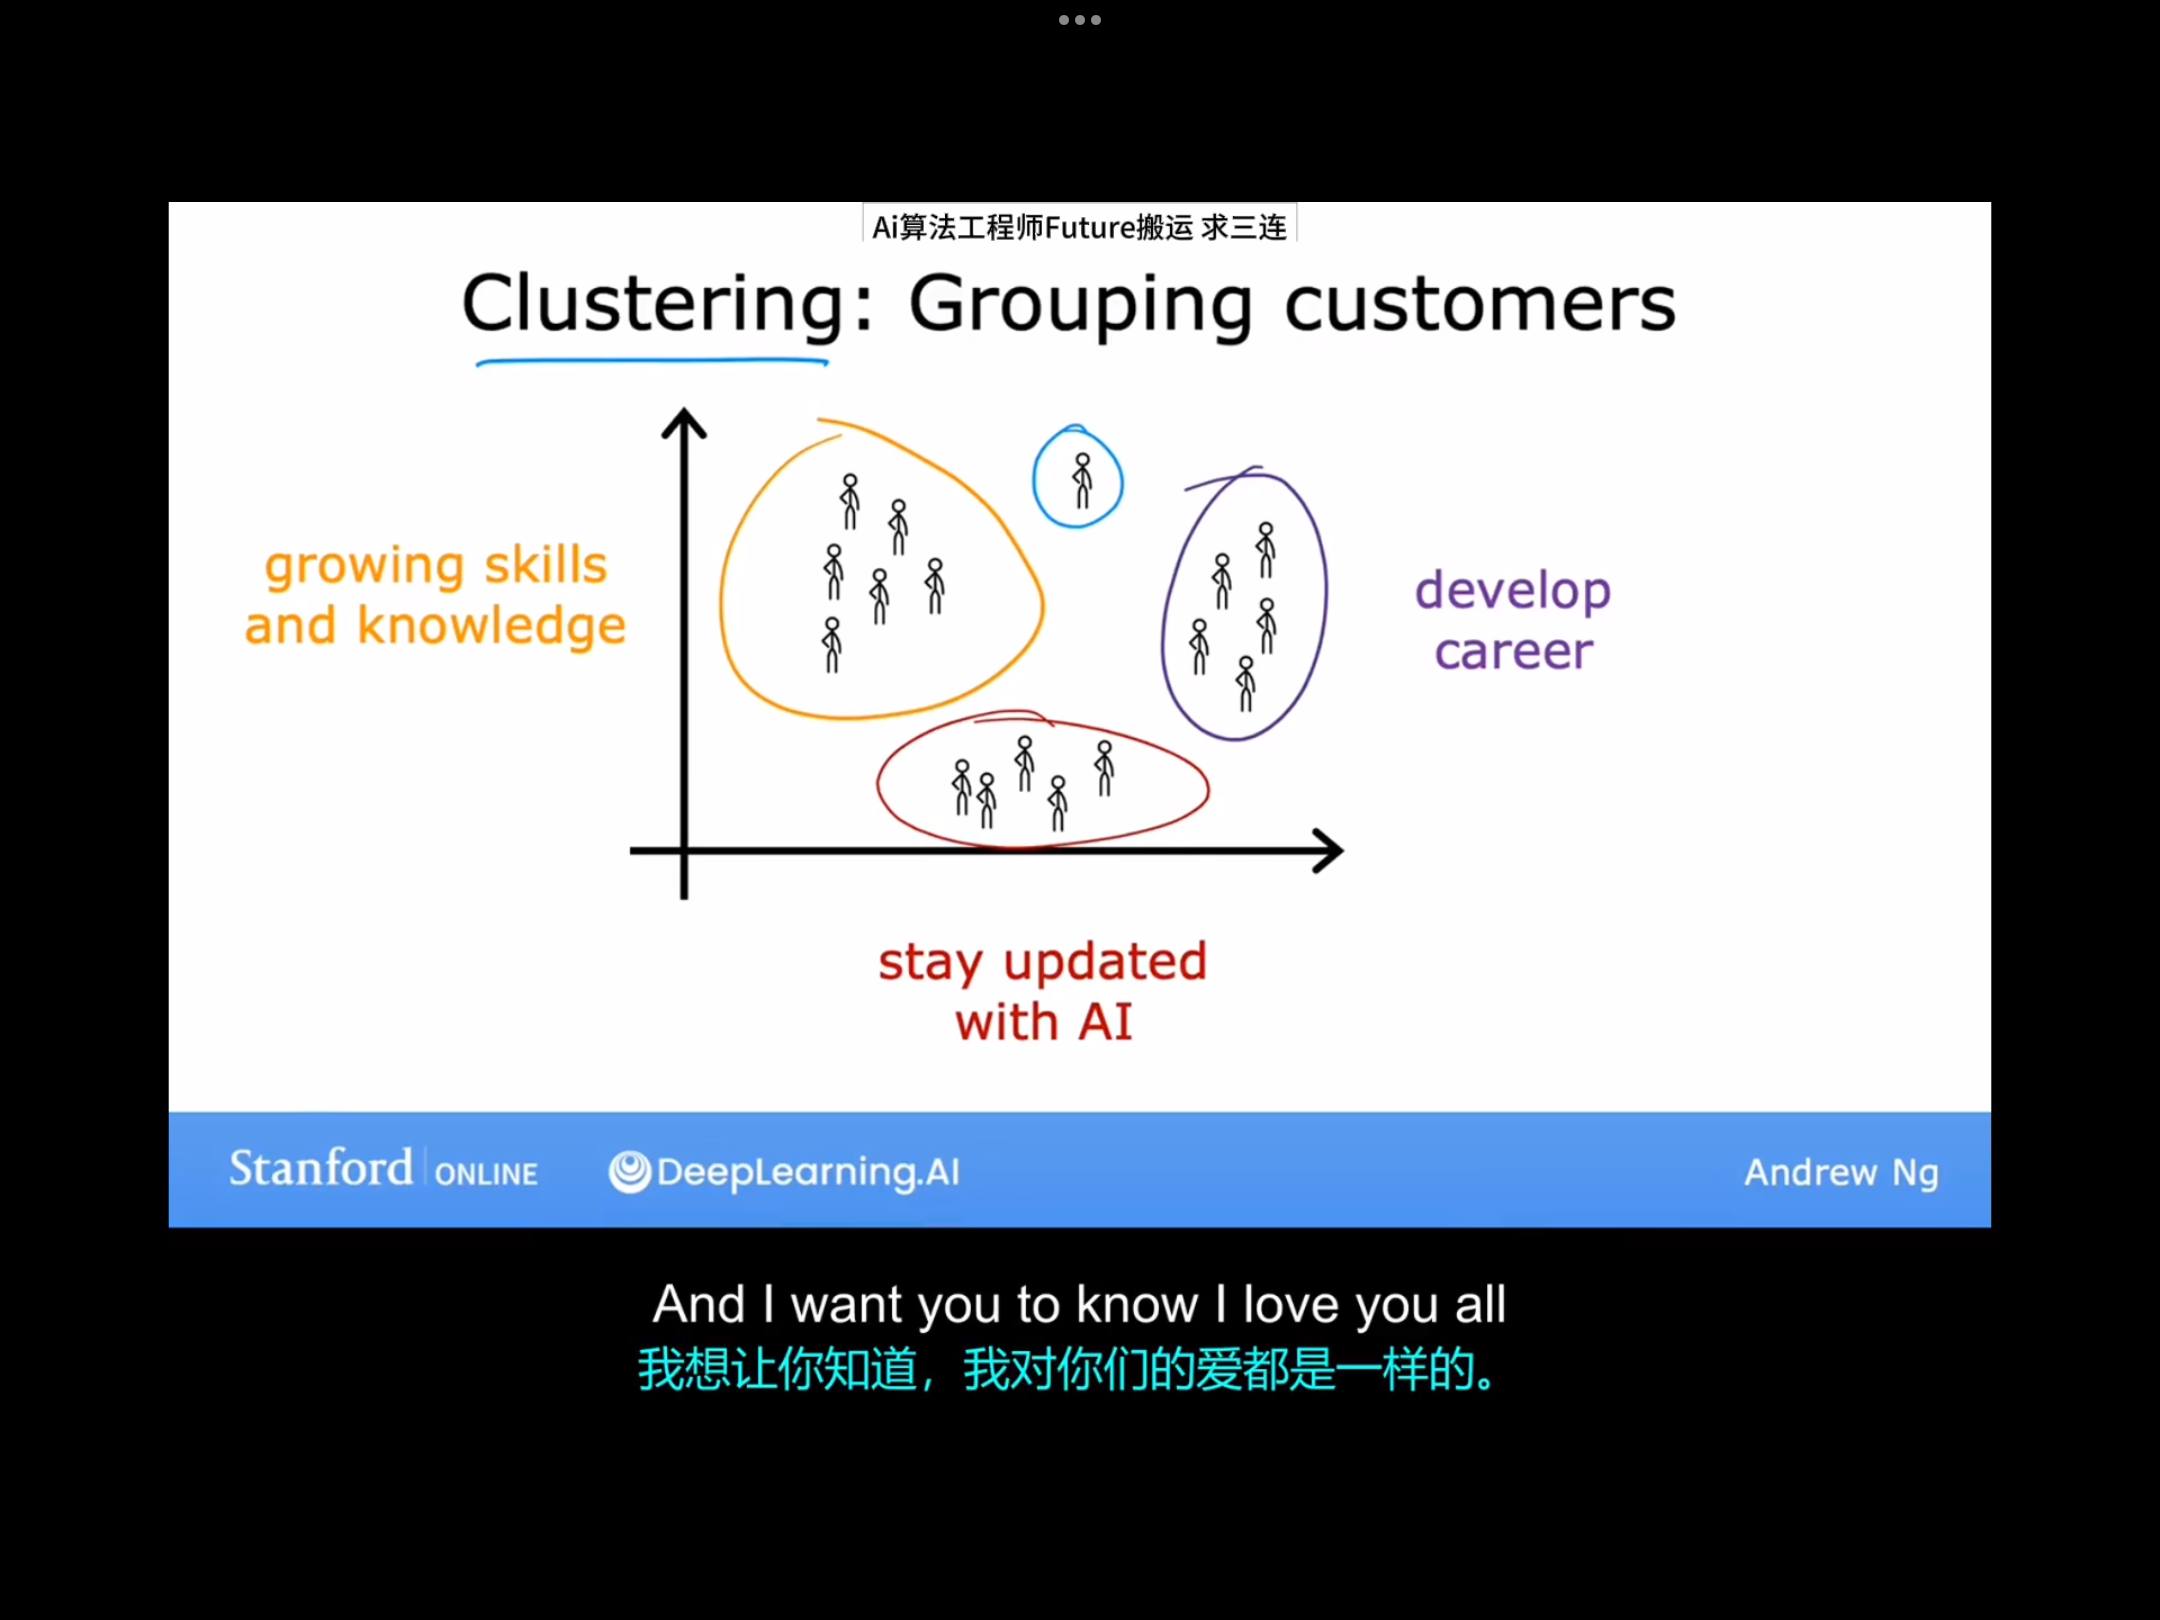 Ai算法工程师Future搬运 求三连
Clustering: Grouping customers
growing skills
and knowledge
develop
career
stay updated
with AI
Stanford ONLINE
DeepLearning.AI
Andrew Ng
And I want you to know I love you all
我想让你知道，我对你们的爱都是一样的。